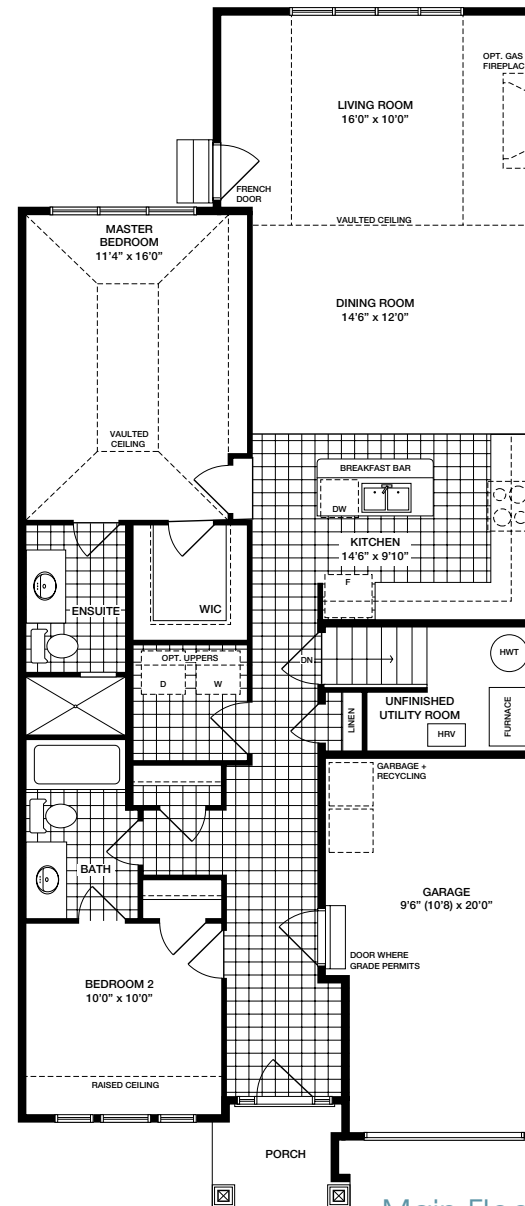 OPT. GAS
FIREPLAC
LIVING ROOM
16'0” x 10'0”
FRENCH
DOOR
VAULTED CEILING
MASTER
BEDROOM
11'4” x 16'0”
DINING ROOM
14'6” x 12'0”
VAULTED
CEILING
BREAKFAST BAR
DW
KITCHEN
14'6” x 9'10”
F
ENSUITE
WIC
OPT. UPPERS
D
W
DN
HWT
LINEN
UNFINISHED
UTILITY ROOM
HRV
FURNACE
GARBAGE +
RECYCLING
BATH
GARAGE
9'6” (10'8) x 20'0”
DOOR WHERE
GRADE PERMITS
BEDROOM 2
10'0” x 10'0”
RAISED CEILING
PORCH
Main Floo